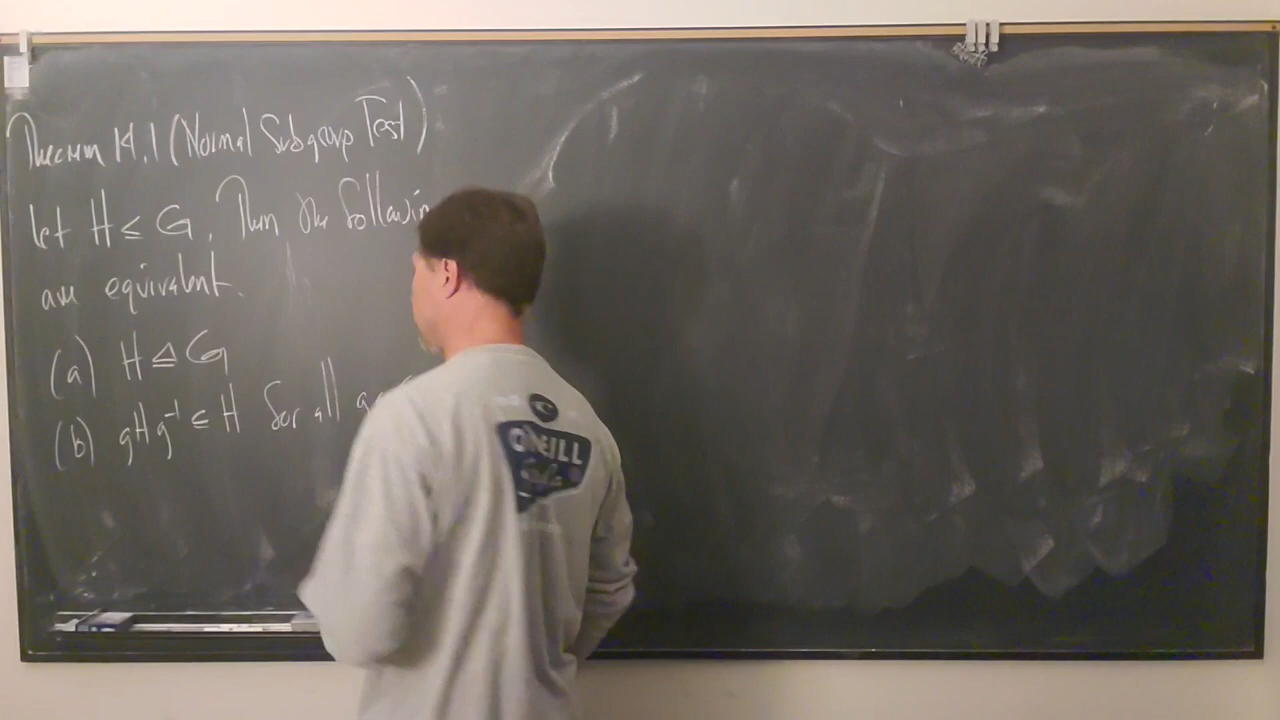 Theorem 14.1 (Normal Subgroup Test)
let H ≤ G. Then the followin
are equivalent.
(a) H ⊴ G
(b) gHg⁻¹ ⊆ H for all g
O'NEILL